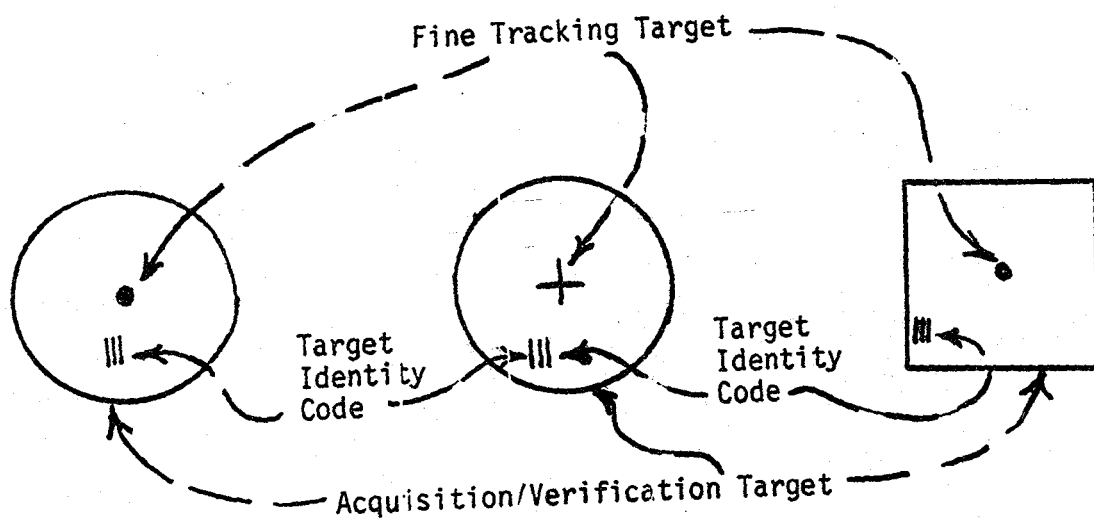 Fine Tracking Target
Target
Identity
Code
Target
Identity
Code
Acquisition/Verification Target